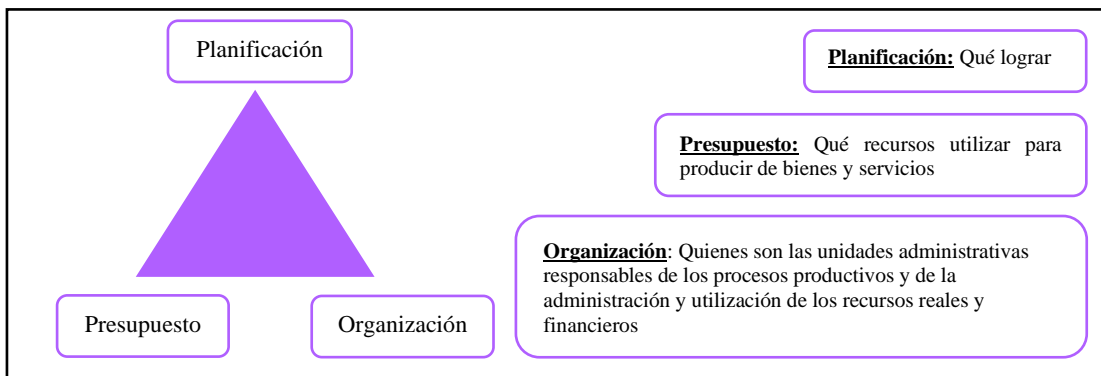 Planificación
Presupuesto
Organización
Planificación: Qué lograr
Presupuesto: Qué recursos utilizar para
producir de bienes y servicios
Organización: Quienes son las unidades administrativas
responsables de los procesos productivos y de la
administración y utilización de los recursos reales y
financieros